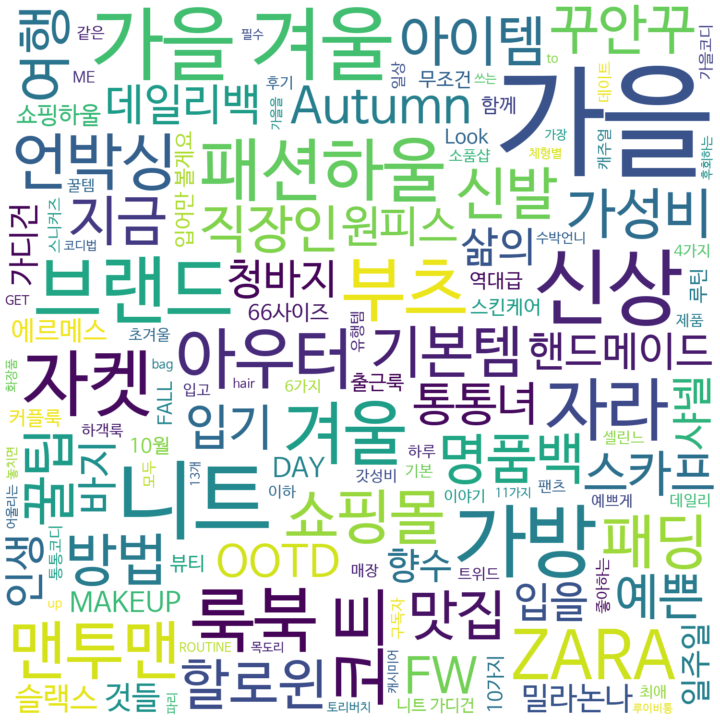 여행
같은
필수
ME
가을 겨울
후기
쇼핑하울
데일리백
가을을
Autumn
아이템
일상
무조건
함께
꾸안꾸
to
쓰는
데이트
가을코디
가을
언박싱
꿀템
입어만 볼게요
패션하울
Look
소품샵
가장
체형별
캐주얼
후회하는
신발
가성비
가디건
스니커즈
코디법
지금
직장인
원피스
삶의
수박언니
4가지
GET
브랜드
청바지
부츠
역대급
신상
루틴
제품
에르메스
66사이즈
스킨케어
초겨울
유행템
화장품
자켓
bag
아우터
기본템
핸드메이드
FALL
hair
입고
6가지
출근룩
통통녀
자라
샤넬
커플룩
하객룩
입기
겨울
셀린느
꿀팁
바지
10월
모두
놓치면
니트
13개
DAY
하루
명품백
스카프
갓성비
기본
이하
쇼핑몰
이야기
11가지
팬츠
예쁘게
데일리
인생
어울리는
통통코디
방법
뷰티
OOTD
향수
가방
패딩
매장
트위드
좋아하는
MAKEUP
룩북
코트
구독자
맛집
입을
예쁜
맨투맨
cp
ROUTINE
목도리
캐시미어
FW
ZARA
일주일
슬랙스
것들
파리
할로윈
토리버치
니트 가디건
10가지
밀라논나
최애
루이비통